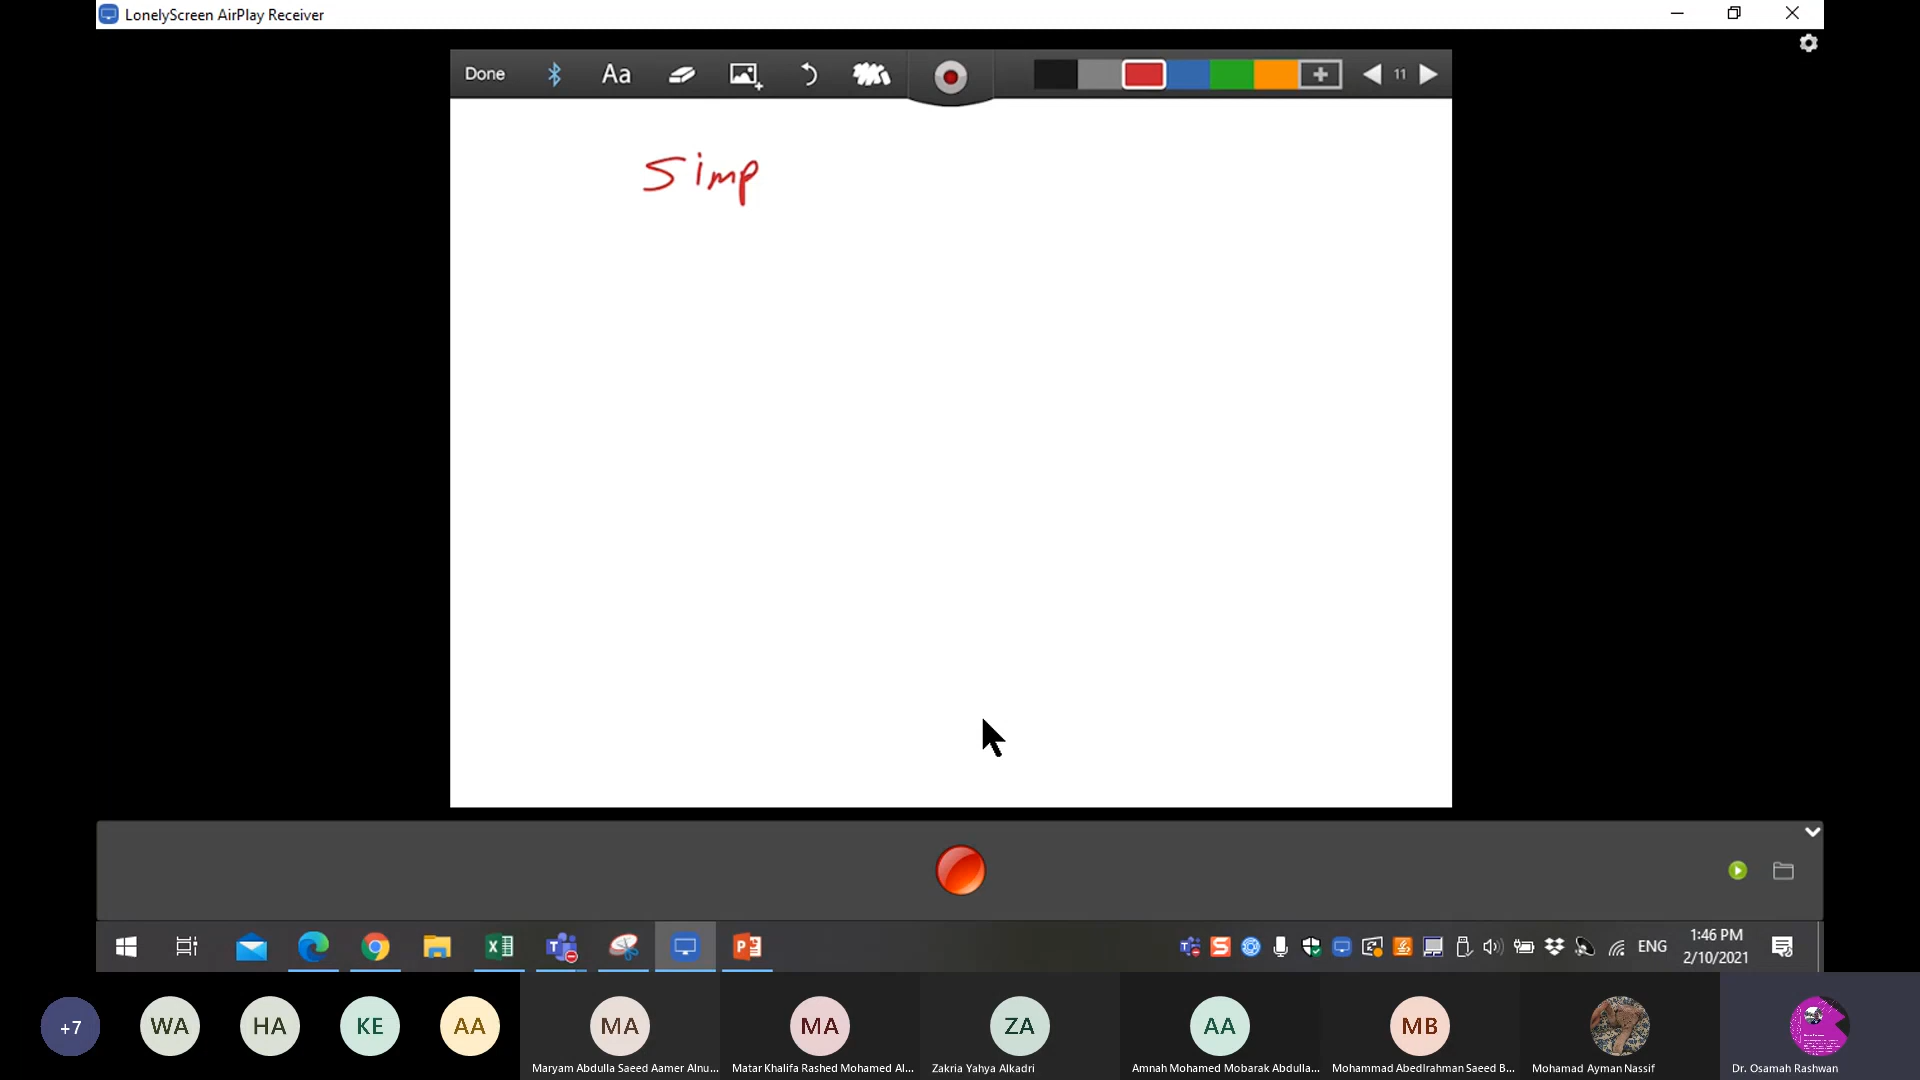 LonelyScreen AirPlay Receiver
Done Aa 11
Simp
ENG 1:46 PM
2/10/2021
+7 WA HA KE AA MA MA ZA AA MB
Maryam Abdulla Saeed Aamer Alnu... Matar Khalifa Rashed Mohamed Al... Zakria Yahya Alkadri Amnah Mohamed Mobarak Abdulla... Mohammad Abedlrahman Saeed B... Mohamad Ayman Nassif Dr. Osamah Rashwan